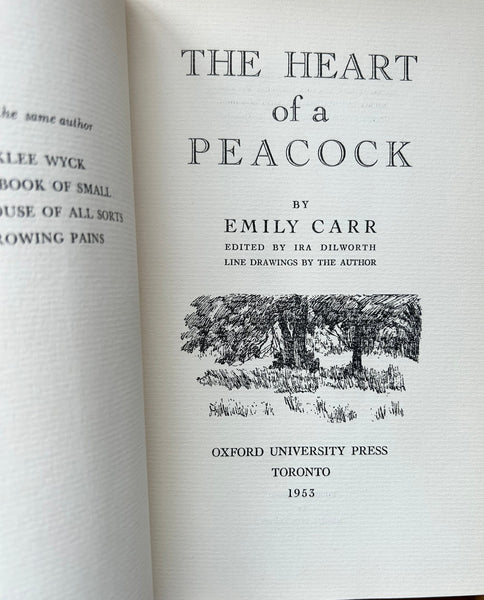 the same author
KLEE WYCK
BOOK OF SMALL
OUSE OF ALL SORTS
ROWING PAINS
THE HEART
of a
PEACOCK
BY
EMILY CARR
EDITED BY IRA DILWORTH
LINE DRAWINGS BY THE AUTHOR
OXFORD UNIVERSITY PRESS
TORONTO
1953